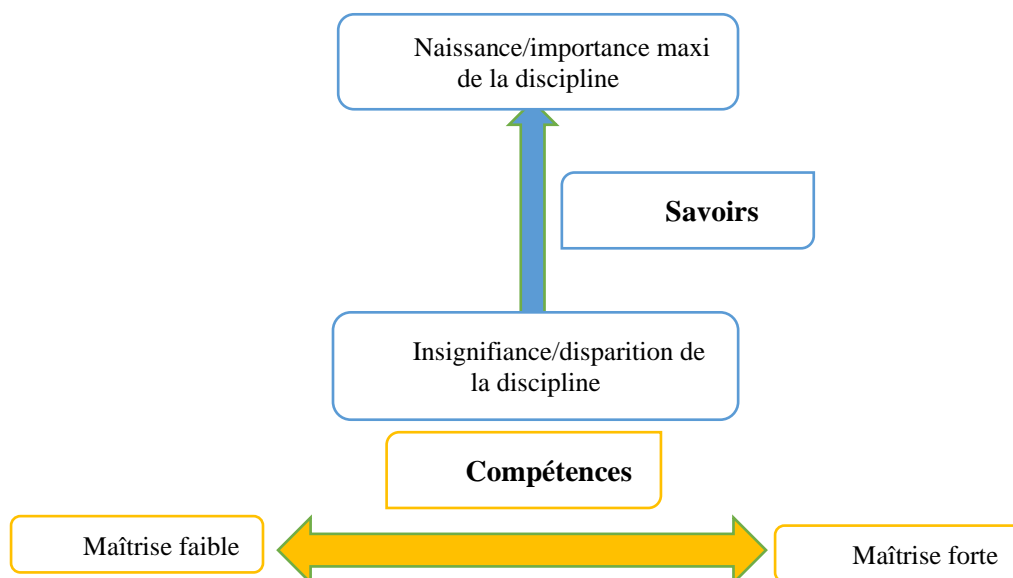 Naissance/importance maxi
de la discipline
Savoirs
Insignifiance/disparition de
la discipline
Compétences
Maîtrise faible
Maîtrise forte